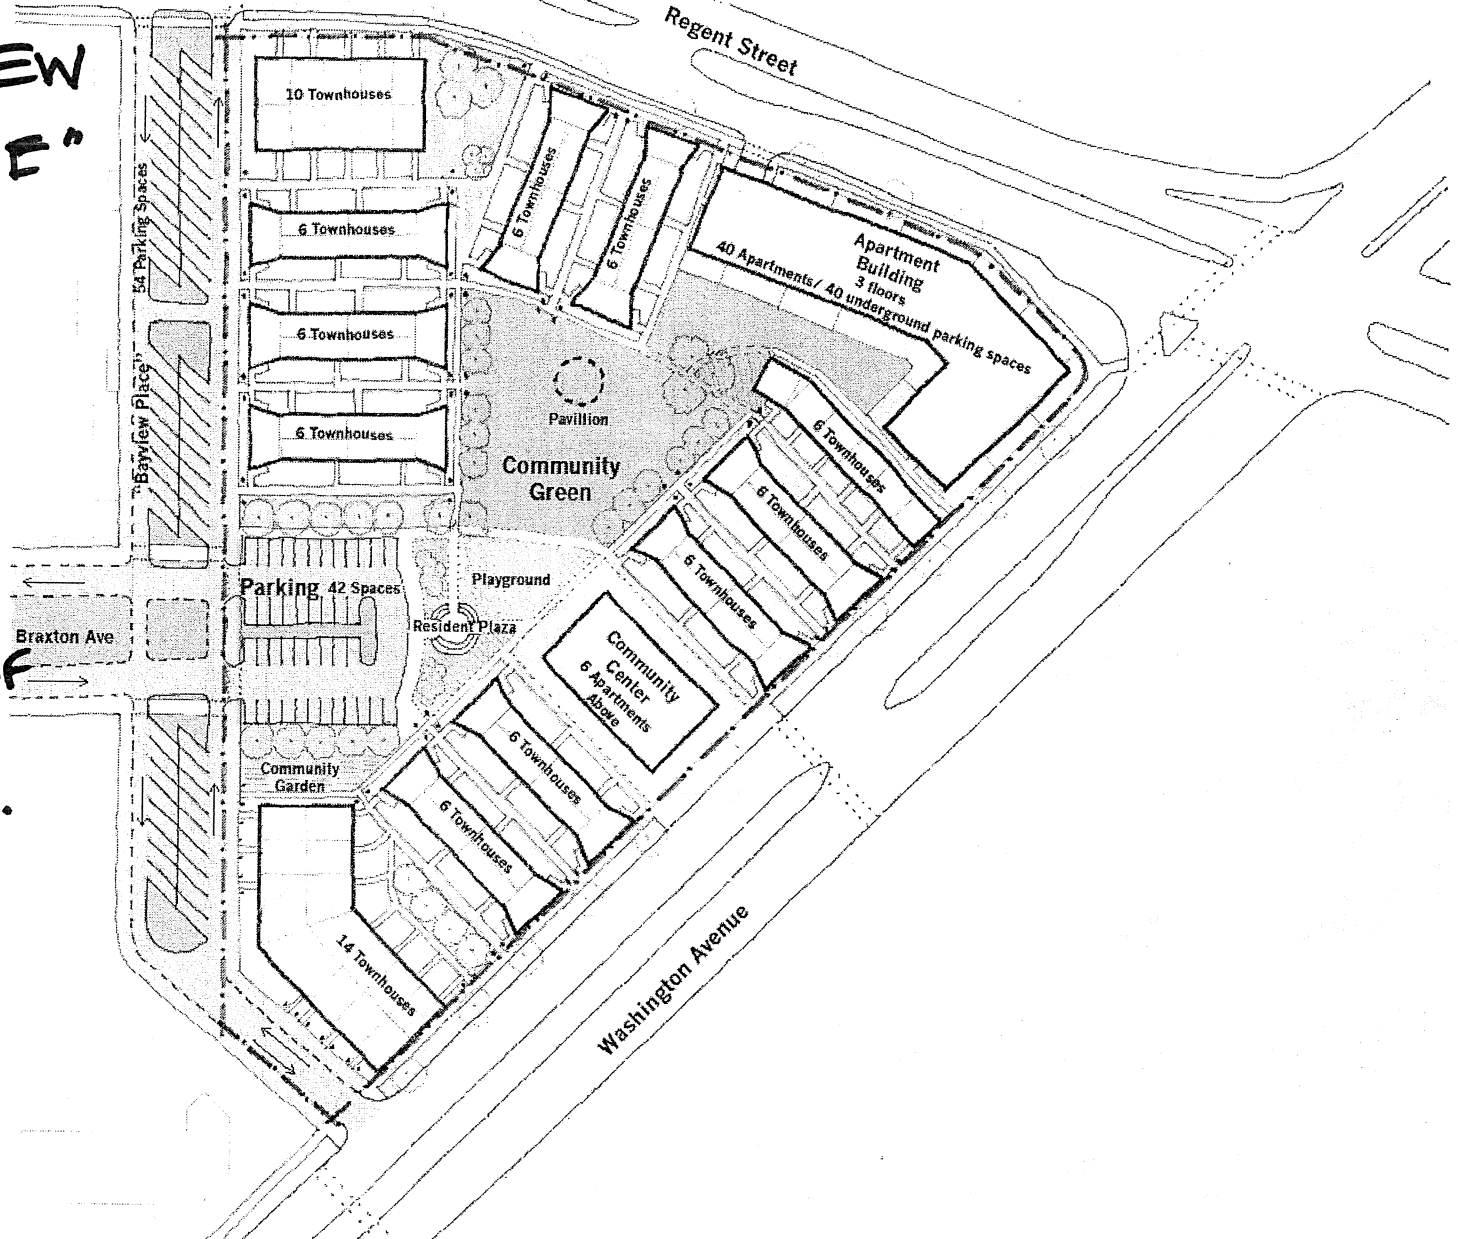 EW
E"
F
Regent Street
10 Townhouses
6 Townhouses
6 Townhouses
6 Townhouses
6 Townhouses
6 Townhouses
54 Parking Spaces
"Bayview Place"
Apartment
Building
3 floors
40 Apartments/ 40 underground parking spaces
Pavillion
Community
Green
6 Townhouses
6 Townhouses
6 Townhouses
Parking 42 Spaces
Playground
Resident Plaza
Braxton Ave
Community
Center
6 Apartments
Above
6 Townhouses
6 Townhouses
Community
Garden
14 Townhouses
Washington Avenue